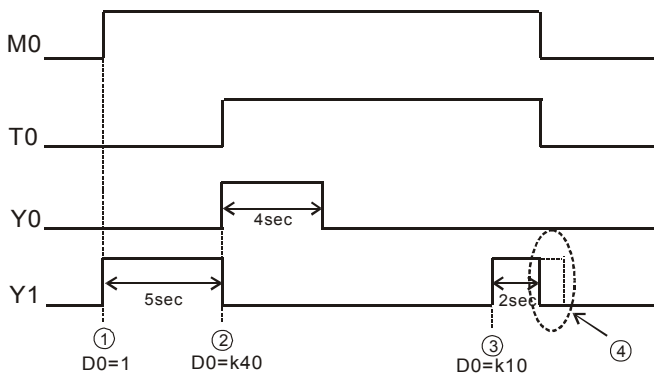 M0
T0
Y0
4sec
Y1
5sec
2sec
① ② ③ ④
D0=1 D0=k40 D0=k10